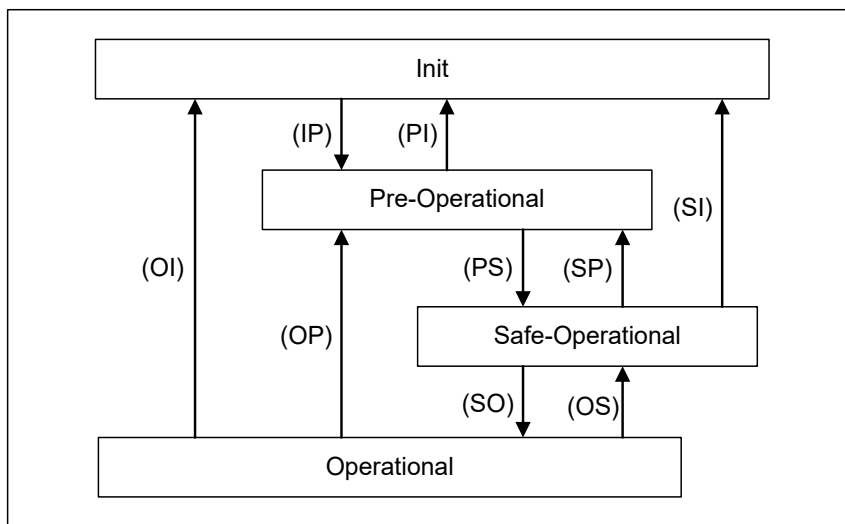 Init
(IP) (PI)
Pre-Operational
(SI)
(OI) (PS) (SP)
(OP) Safe-Operational
(SO) (OS)
Operational